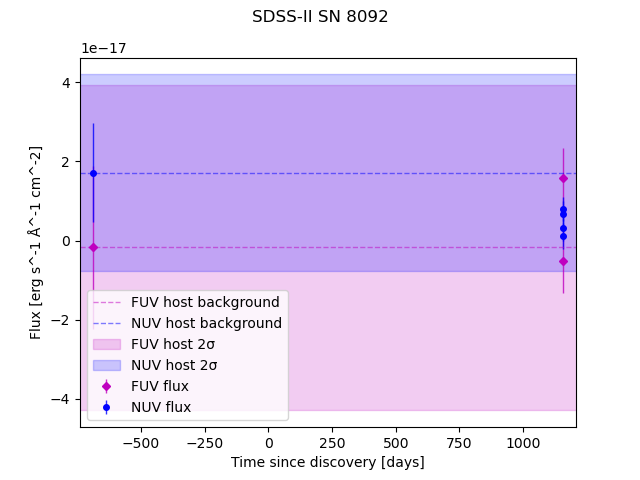 SDSS-II SN 8092
1e−17
4
2
0
−2
−4
Flux [erg s^-1 Å^-1 cm^-2]
FUV host background
NUV host background
FUV host 2σ
NUV host 2σ
FUV flux
NUV flux
−500 −250 0 250 500 750 1000
Time since discovery [days]